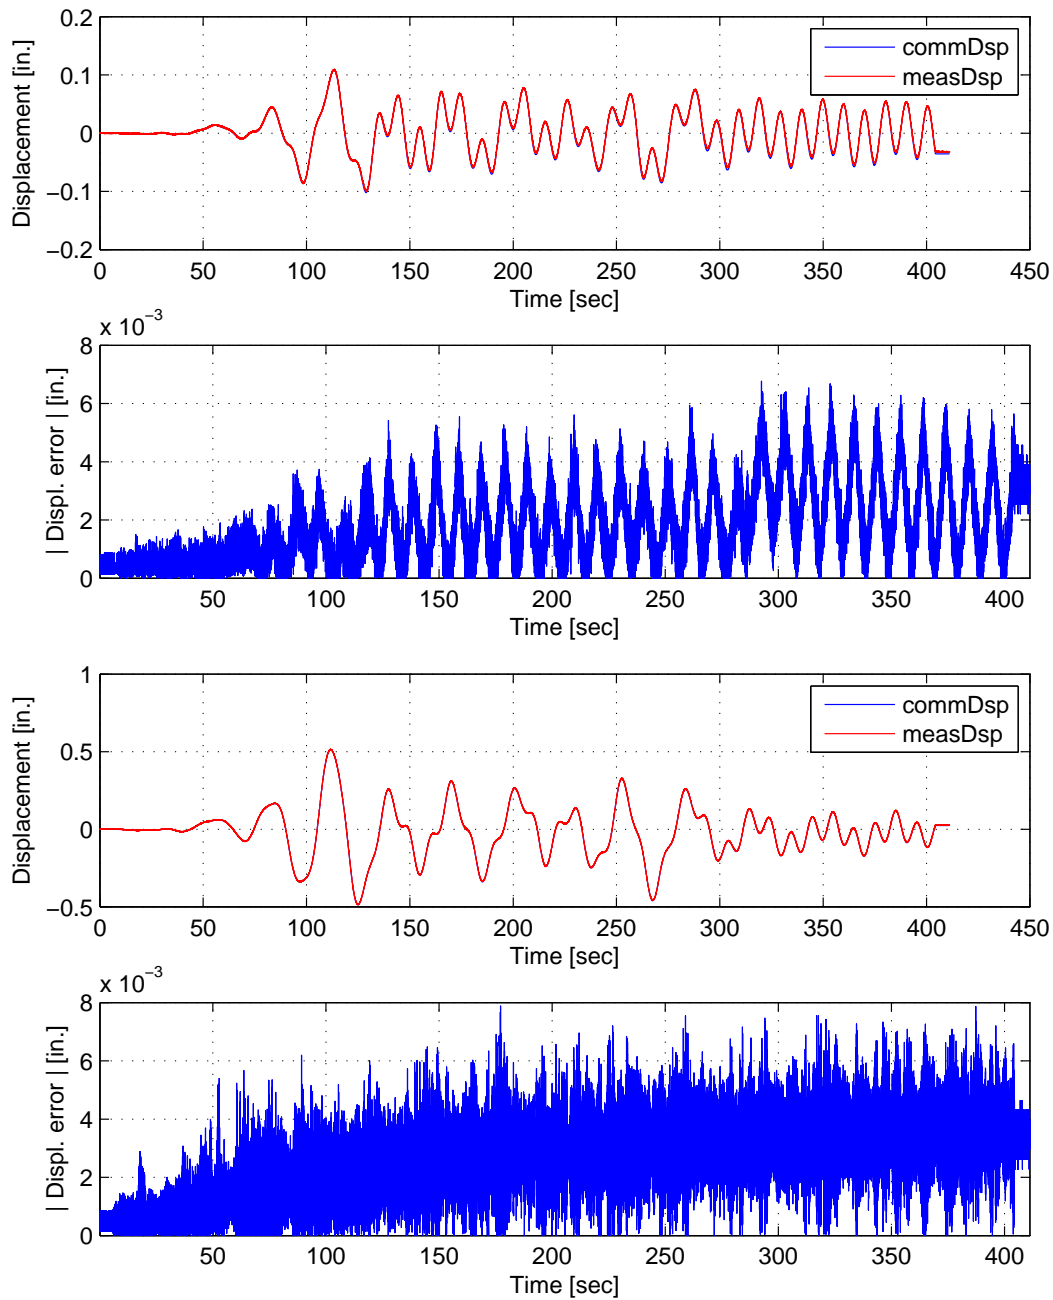 0.2
0.1
0
−0.1
−0.2
Displacement [in.]
commDsp
measDsp
0 50 100 150 200 250 300 350 400 450
Time [sec]
x 10−3
8
6
4
2
0
| Displ. error | [in.]
50 100 150 200 250 300 350 400
Time [sec]
1
0.5
0
−0.5
Displacement [in.]
commDsp
measDsp
0 50 100 150 200 250 300 350 400 450
Time [sec]
x 10−3
8
6
4
2
0
| Displ. error | [in.]
50 100 150 200 250 300 350 400
Time [sec]